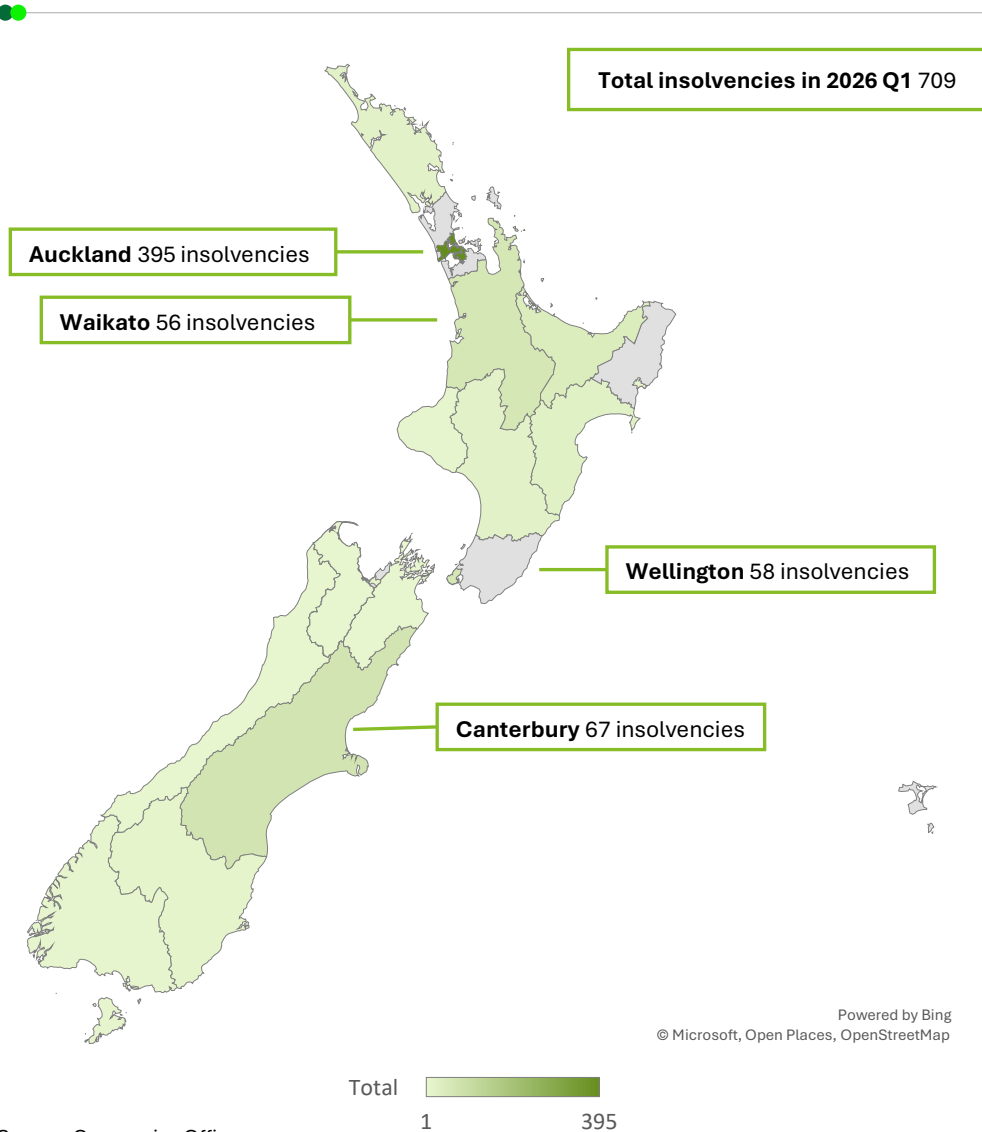 Total insolvencies in 2026 Q1 709
Auckland 395 insolvencies
Waikato 56 insolvencies
Wellington 58 insolvencies
Canterbury 67 insolvencies
Powered by Bing
© Microsoft, Open Places, OpenStreetMap
Total
1 395